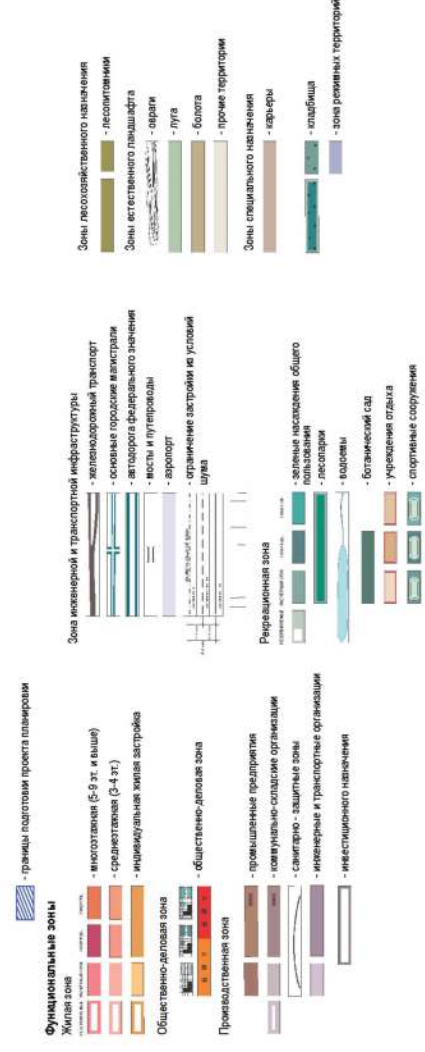 - границы подготовки проекта планировки
Функциональные зоны
Жилая зона
- многоэтажная (5-9 эт. и выше)
- среднеэтажная (3-4 эт.)
- индивидуальная жилая застройка
Общественно-деловая зона
- общественно-деловая зона
Производственная зона
- промышленные предприятия
- коммунально-складские организации
- санитарно - защитные зоны
- инженерные и транспортные организации
- инвестиционного назначения
Зона инженерной и транспортной инфраструктуры
- железнодорожный транспорт
- основные городские магистрали
- автодорога федерального значения
- мосты и путепроводы
- аэропорт
- ограничение застройки из условий
шума
Рекреационная зона
- зеленые насаждения общего
пользования
- лесопарки
- водоемы
- ботанический сад
- учреждения отдыха
- спортивные сооружения
Зоны лесохозяйственного назначения
- лесопитомники
Зоны естественного ландшафта
- овраги
- луга
- болота
- прочие территории
Зоны специального назначения
- карьеры
- кладбища
- зона режимных территорий